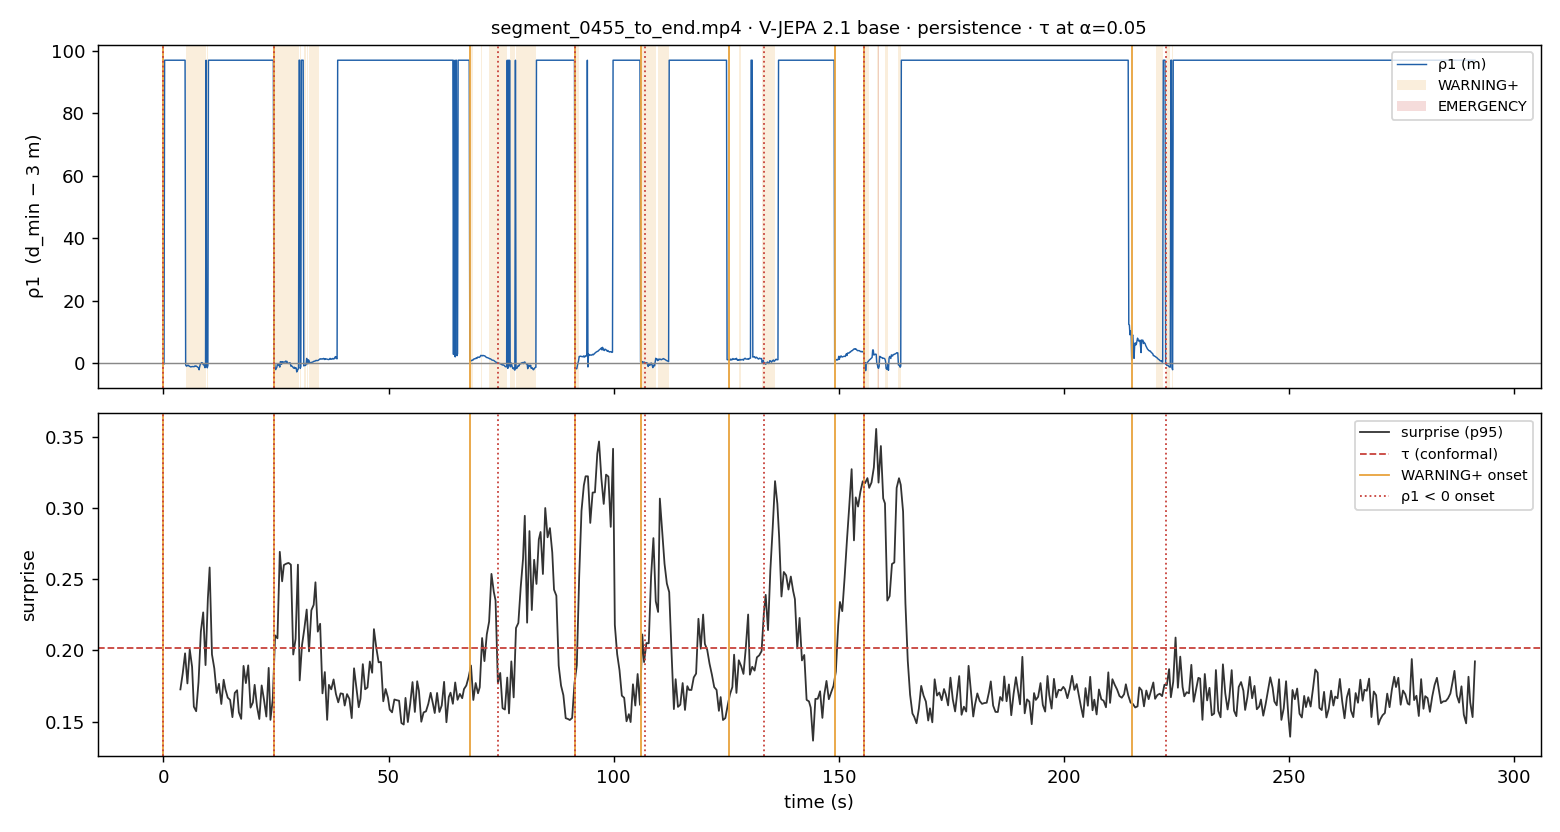 segment_0455_to_end.mp4 · V-JEPA 2.1 base · persistence · τ at α=0.05
ρ1 (d_min − 3 m)
100
80
60
40
20
0
ρ1 (m)
WARNING+
EMERGENCY
surprise
0.35
0.30
0.25
0.20
0.15
surprise (p95)
τ (conformal)
WARNING+ onset
ρ1 < 0 onset
0 50 100 150 200 250 300
time (s)